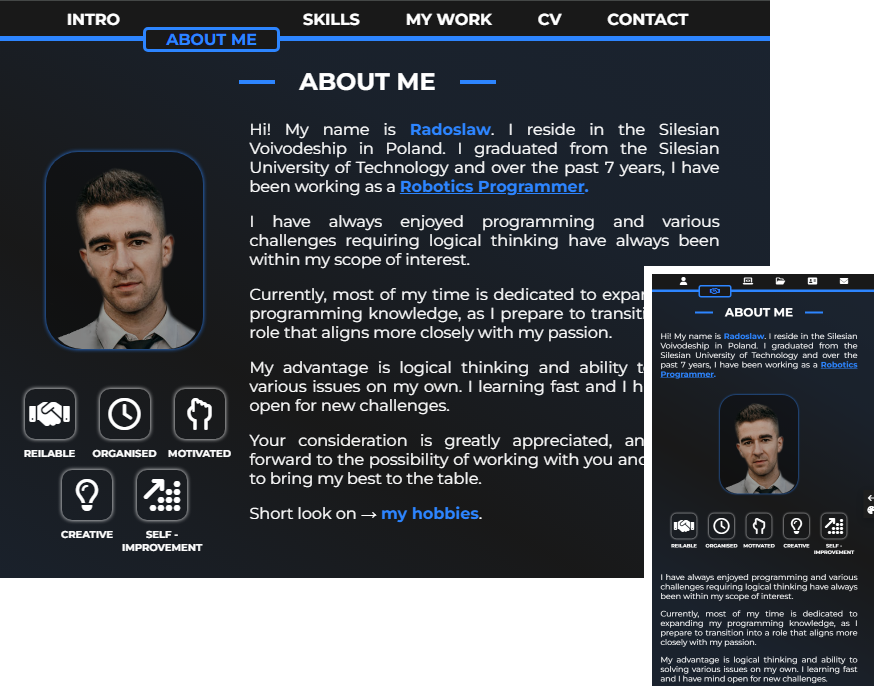 INTRO
ABOUT ME
SKILLS
MY WORK
CV
CONTACT
ABOUT ME
Hi! My name is Radoslaw. I reside in the Silesian
Voivodeship in Poland. I graduated from the Silesian
University of Technology and over the past 7 years, I have
been working as a Robotics Programmer.
I have always enjoyed programming and various
challenges requiring logical thinking have always been
within my scope of interest.
Currently, most of my time is dedicated to expan
programming knowledge, as I prepare to transiti
role that aligns more closely with my passion.
My advantage is logical thinking and ability t
various issues on my own. I learning fast and I h
open for new challenges.
Your consideration is greatly appreciated, an
forward to the possibility of working with you and
to bring my best to the table.
Short look on → my hobbies.
REILABLE
ORGANISED
MOTIVATED
CREATIVE
SELF -
IMPROVEMENT
ABOUT ME
Hi! My name is Radoslaw. I reside in the Silesian
Voivodeship in Poland. I graduated from the
Silesian University of Technology and over the
past 7 years, I have been working as a Robotics
Programmer.
REILABLE
ORGANISED
MOTIVATED
CREATIVE
SELF -
IMPROVEMENT
I have always enjoyed programming and various
challenges requiring logical thinking have always
been within my scope of interest.
Currently, most of my time is dedicated to
expanding my programming knowledge, as I
prepare to transition into a role that aligns more
closely with my passion.
My advantage is logical thinking and ability to
solving various issues on my own. I learning fast
and I have mind open for new challenges.